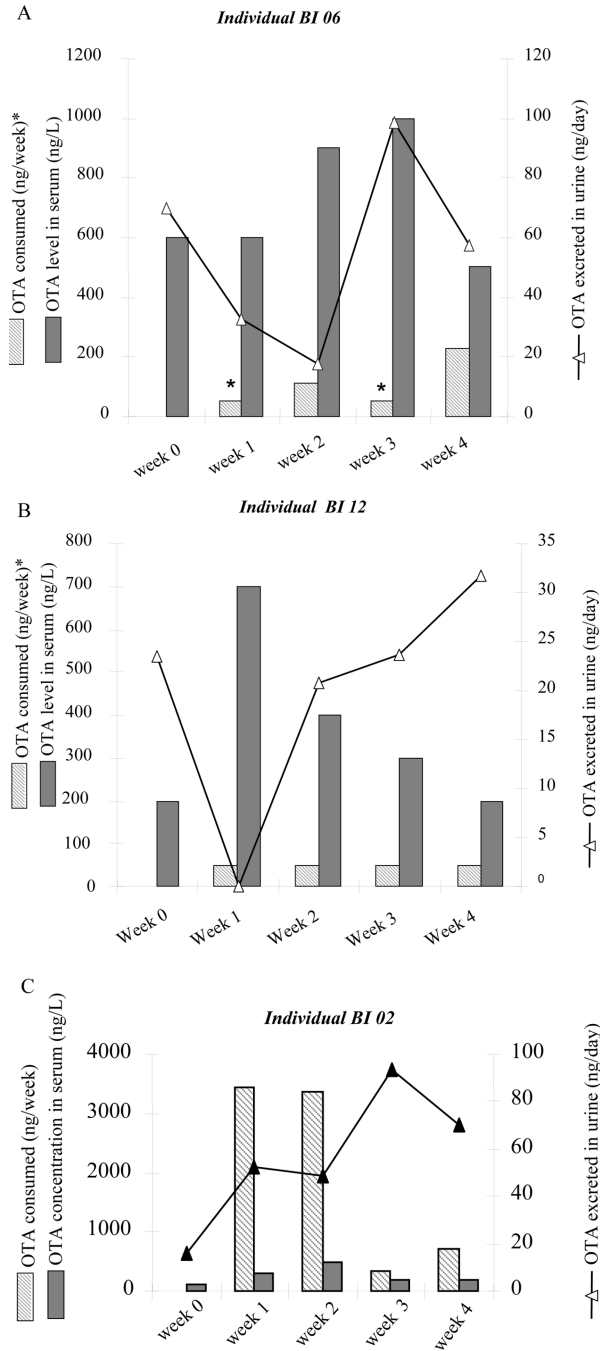 A
Individual BI 06
OTA consumed (ng/week)*
OTA level in serum (ng/L)
1200
1000
800
600
400
200
0
120
100
80
60
40
20
0
OTA excreted in urine (ng/day)
*
*
week 0
week 1
week 2
week 3
week 4
B
Individual BI 12
OTA consumed (ng/week)*
OTA level in serum (ng/L)
800
700
600
500
400
300
200
100
0
35
30
25
20
15
10
5
0
OTA excreted in urine (ng/day)
Week 0
Week 1
Week 2
Week 3
Week 4
C
Individual BI 02
OTA consumed (ng/week)
OTA concentration in serum (ng/L)
4000
3000
2000
1000
0
100
80
60
40
20
0
OTA excreted in urine (ng/day)
week 0
week 1
week 2
week 3
week 4